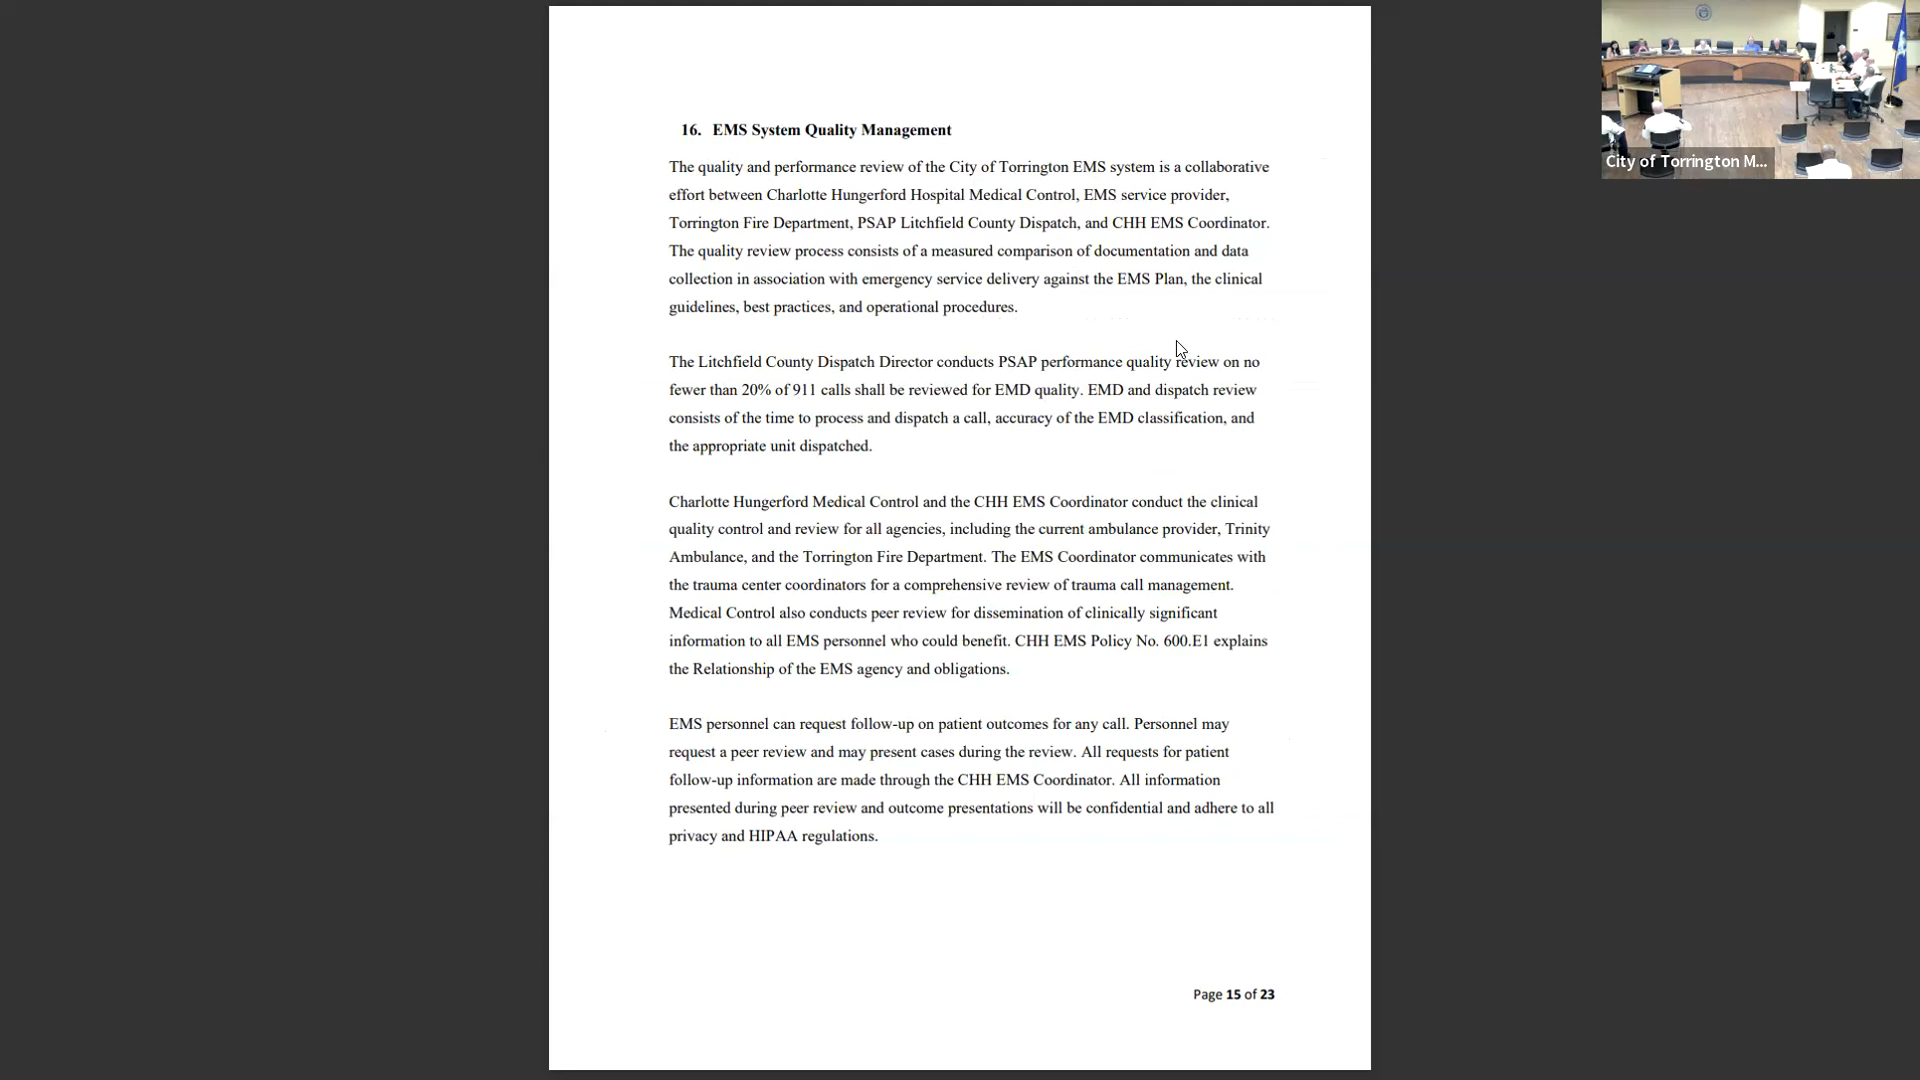 16. EMS System Quality Management
The quality and performance review of the City of Torrington EMS system is a collaborative
effort between Charlotte Hungerford Hospital Medical Control, EMS service provider,
Torrington Fire Department, PSAP Litchfield County Dispatch, and CHH EMS Coordinator.
The quality review process consists of a measured comparison of documentation and data
collection in association with emergency service delivery against the EMS Plan, the clinical
guidelines, best practices, and operational procedures.
The Litchfield County Dispatch Director conducts PSAP performance quality review on no
fewer than 20% of 911 calls shall be reviewed for EMD quality. EMD and dispatch review
consists of the time to process and dispatch a call, accuracy of the EMD classification, and
the appropriate unit dispatched.
Charlotte Hungerford Medical Control and the CHH EMS Coordinator conduct the clinical
quality control and review for all agencies, including the current ambulance provider, Trinity
Ambulance, and the Torrington Fire Department. The EMS Coordinator communicates with
the trauma center coordinators for a comprehensive review of trauma call management.
Medical Control also conducts peer review for dissemination of clinically significant
information to all EMS personnel who could benefit. CHH EMS Policy No. 600.E1 explains
the Relationship of the EMS agency and obligations.
EMS personnel can request follow-up on patient outcomes for any call. Personnel may
request a peer review and may present cases during the review. All requests for patient
follow-up information are made through the CHH EMS Coordinator. All information
presented during peer review and outcome presentations will be confidential and adhere to all
privacy and HIPAA regulations.
Page 15 of 23
City of Torrington M...